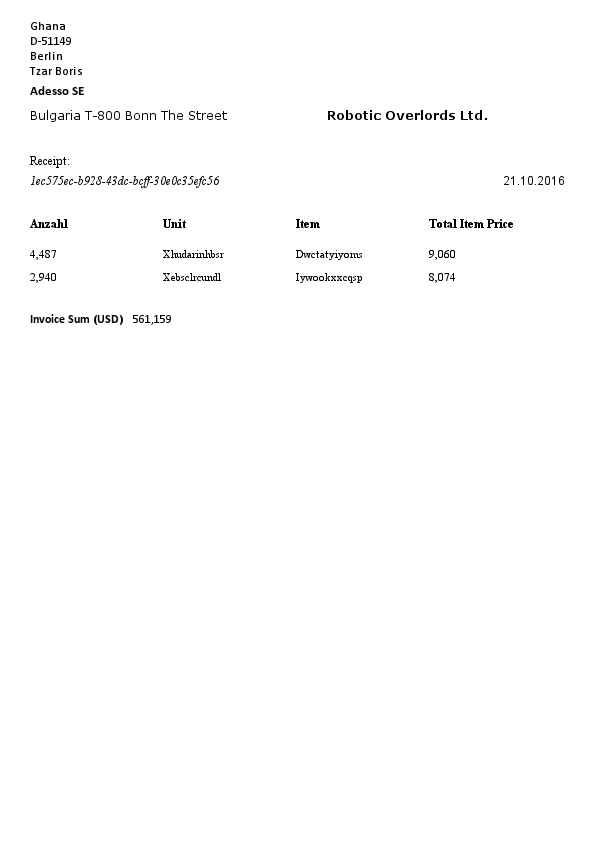 Ghana
D-51149
Berlin
Tzar Boris
Adesso SE
Bulgaria T-800 Bonn The Street Robotic Overlords Ltd.
Receipt:
1ec575ec-b928-43dc-bcff-30e0c35efc56 21.10.2016
Anzahl Unit Item Total Item Price
4,487 Xhudarinhbsr Dwctatyiyoms 9,060
2,940 Xebsclrcundl Iywookxxcqsp 8,074
Invoice Sum (USD) 561,159